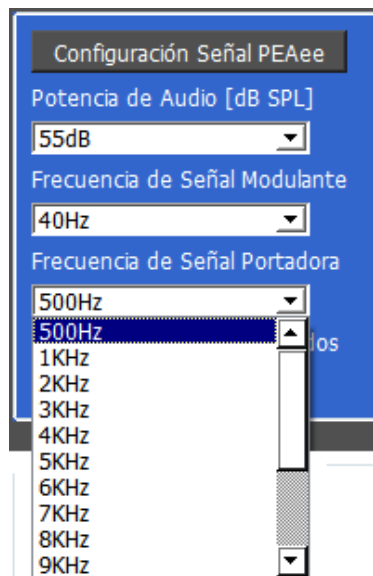 Configuración Señal PEAee
Potencia de Audio [dB SPL]
55dB
Frecuencia de Señal Modulante
40Hz
Frecuencia de Señal Portadora
500Hz
500Hz
1KHz
2KHz
3KHz
4KHz
5KHz
6KHz
7KHz
8KHz
9KHz